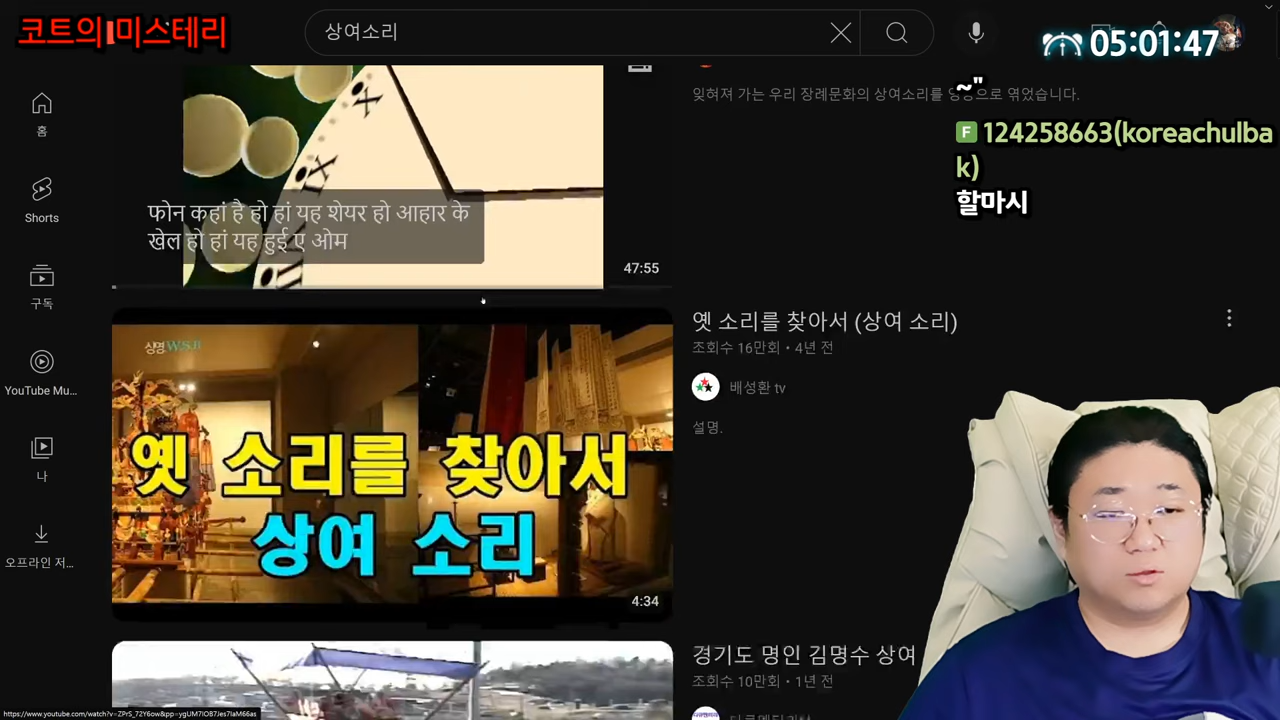 코트의 미스테리
상여소리
05:01:47
잊혀져 가는 우리 장례문화의 상여소리를 영상으로 엮었습니다.
~"
F 124258663(koreachulba
k)
할마시
홈
Shorts
구독
YouTube Mu...
나
오프라인 저...
फोन कहां है हो हां यह शेयर हो आहार के
खेल हो हां यह हुई ए ओम
47:55
옛 소리를 찾아서 (상여 소리)
조회수 16만회 • 4년 전
배성환 tv
설명.
옛 소리를 찾아서
상여 소리
4:34
경기도 명인 김명수 상여
조회수 10만회 • 1년 전